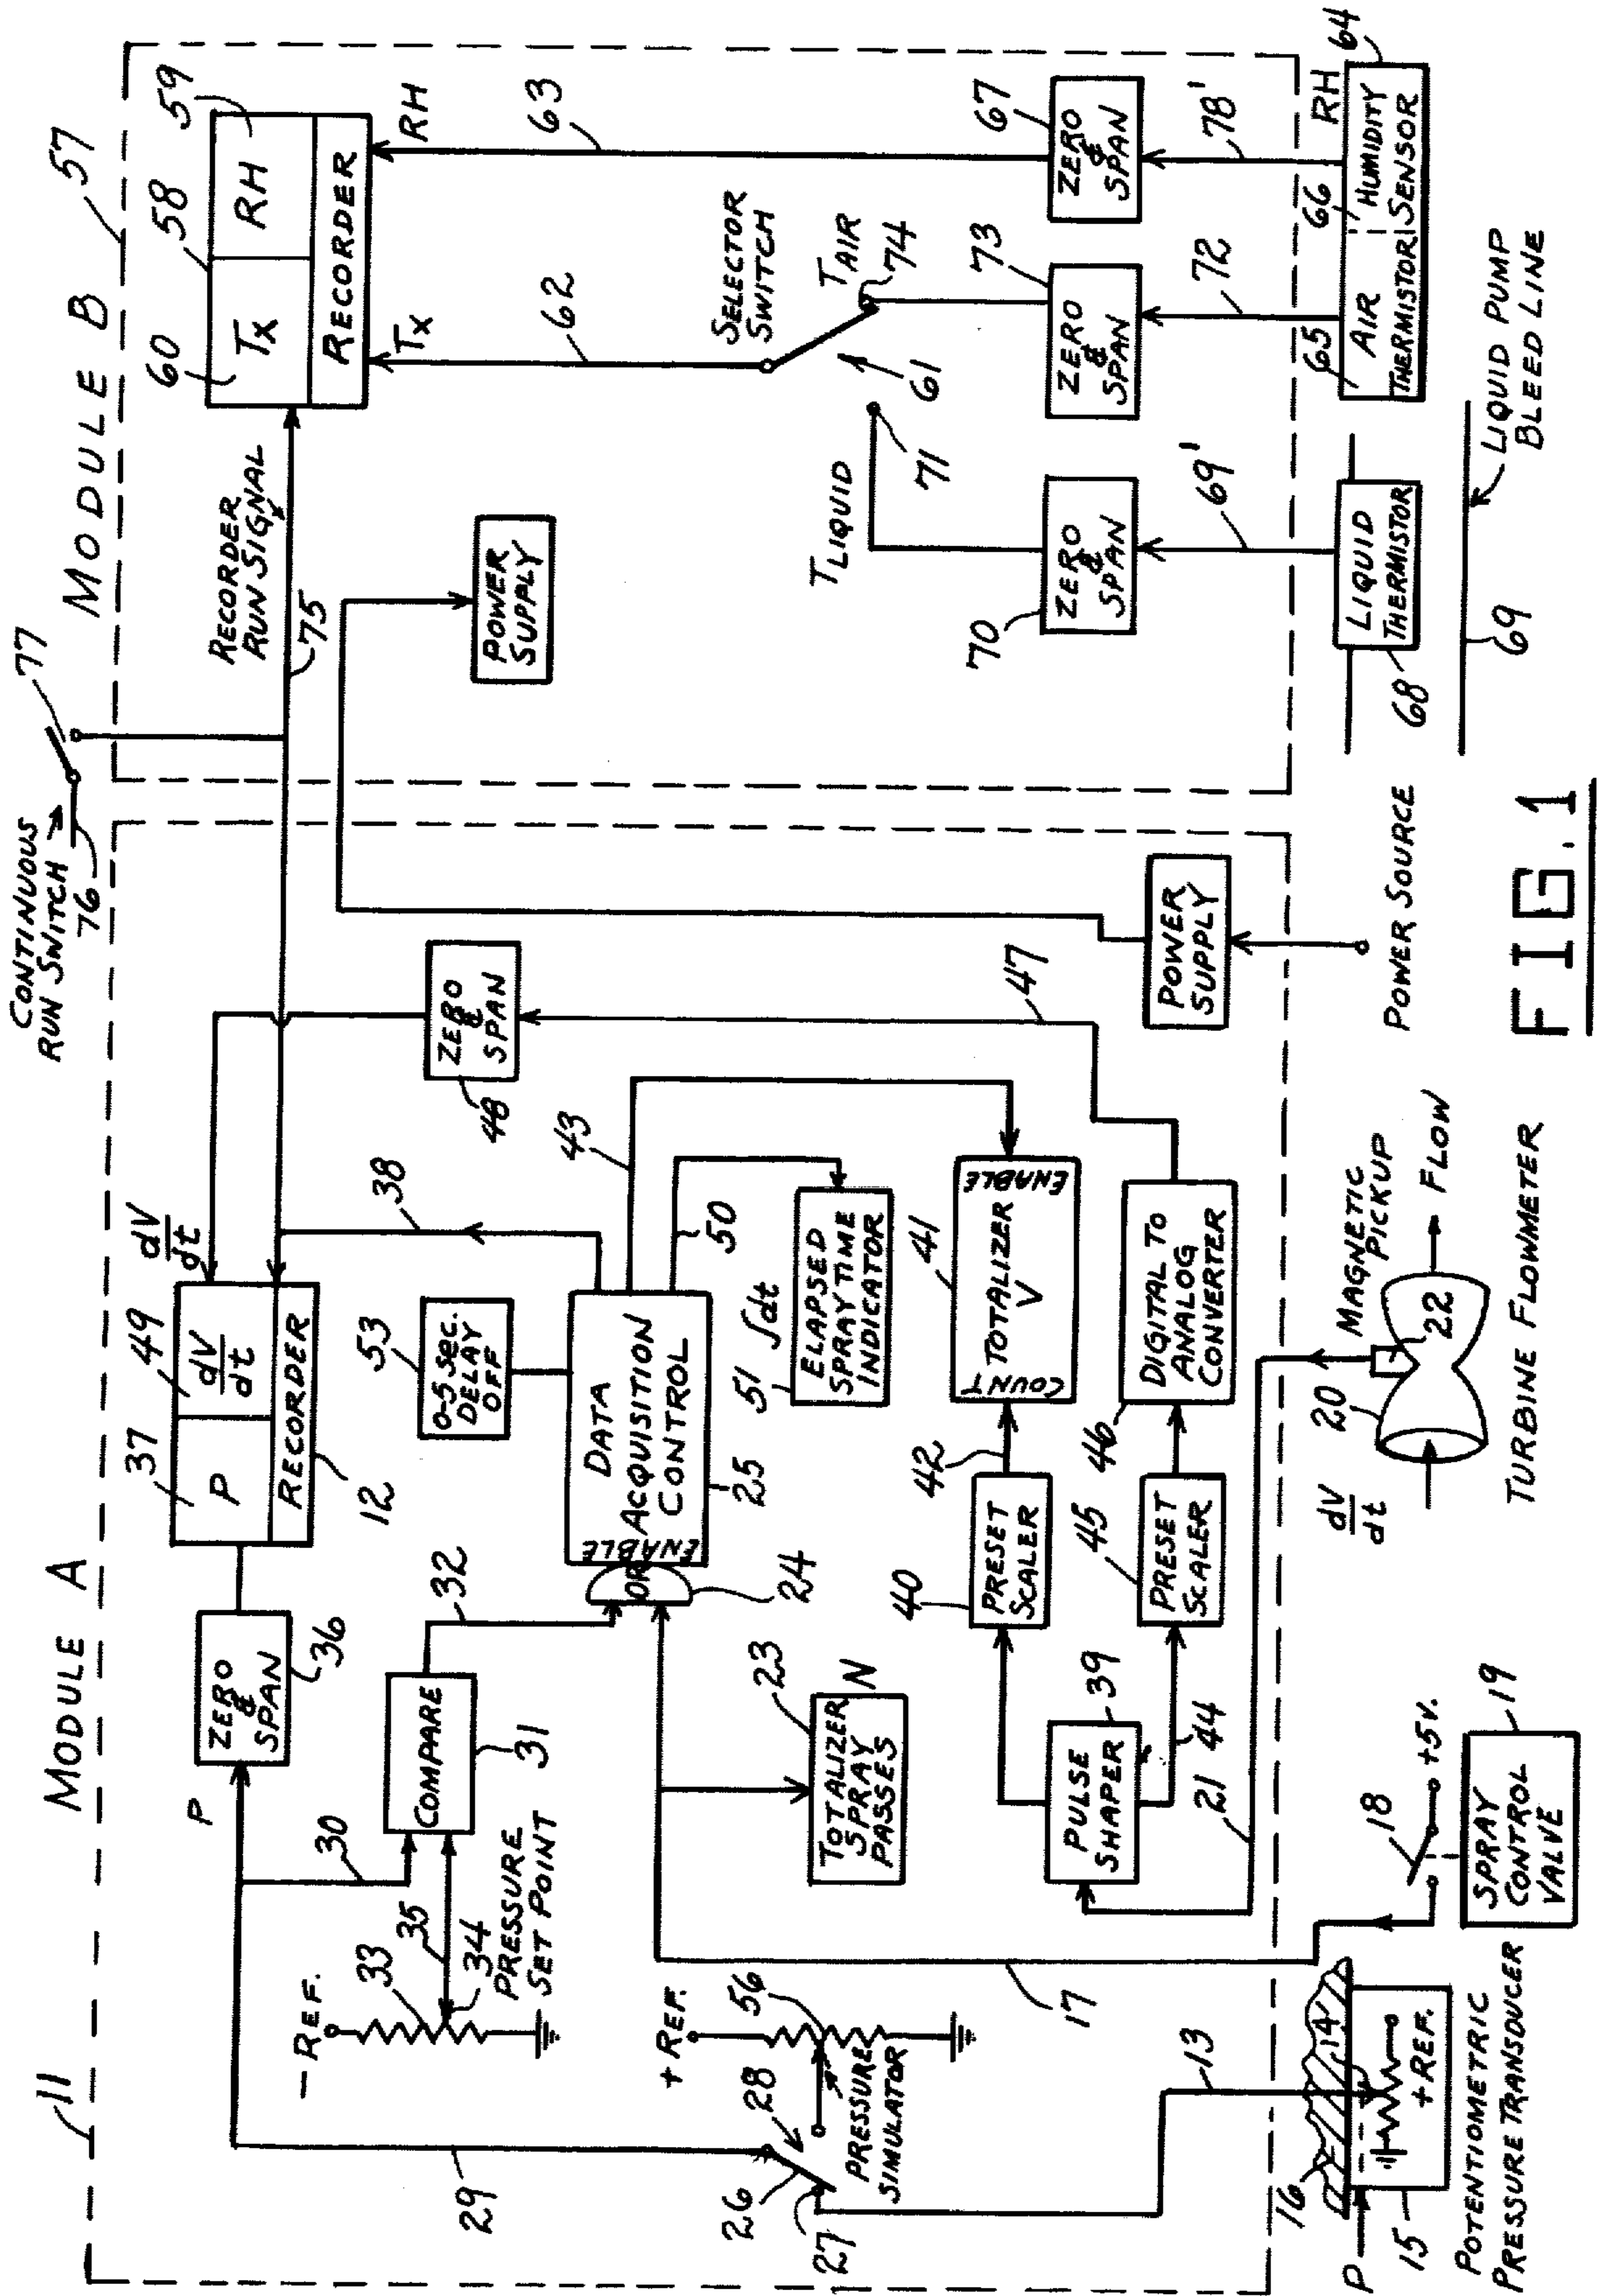 MODULE A
11
MODULE B
57
CONTINUOUS
RUN SWITCH
76
77
P
ZERO
&
SPAN
36
37
P
49
dV
dt
RECORDER
12
dV
dt
38
RECORDER
RUN SIGNAL
75
60
Tx
58
RH
59
RECORDER
Tx
RH
62
63
29
30
-REF.
33
35
34
PRESSURE
SET POINT
COMPARE
31
32
53
0-5 SEC.
DELAY
OFF
ZERO
&
SPAN
48
POWER
SUPPLY
OR
24
ENABLE
DATA
ACQUISITION
CONTROL
25
43
50
+REF.
56
PRESSURE
SIMULATOR
28
26
27
TOTALIZER
SPRAY
PASSES
N
23
51
∫dt
ELAPSED
SPRAY TIME
INDICATOR
SELECTOR
SWITCH
TLIQUID
71
61
TAIR
74
PULSE
SHAPER
39
44
40
PRESET
SCALER
42
COUNT
TOTALIZER
V
ENABLE
41
45
PRESET
SCALER
46
DIGITAL TO
ANALOG
CONVERTER
47
70
ZERO
&
SPAN
69'
ZERO
&
SPAN
73
72
ZERO
&
SPAN
67
78'
13
17
21
POWER
SUPPLY
POWER SOURCE
P
16
14
+REF.
15
POTENTIOMETRIC
PRESSURE TRANSDUCER
18
+5V.
SPRAY
CONTROL
VALVE
19
dV
dt
20
22
MAGNETIC
PICKUP
FLOW
TURBINE FLOWMETER
LIQUID
THERMISTOR
68
69
LIQUID PUMP
BLEED LINE
65
AIR
THERMISTOR
66
HUMIDITY
SENSOR
RH
64
FIG. 1